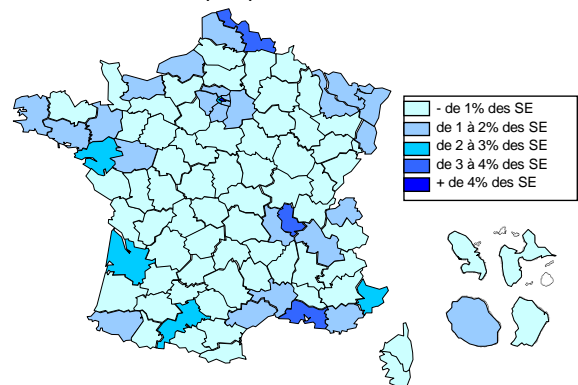 - de 1% des SE
de 1 à 2% des SE
de 2 à 3% des SE
de 3 à 4% des SE
+ de 4% des SE